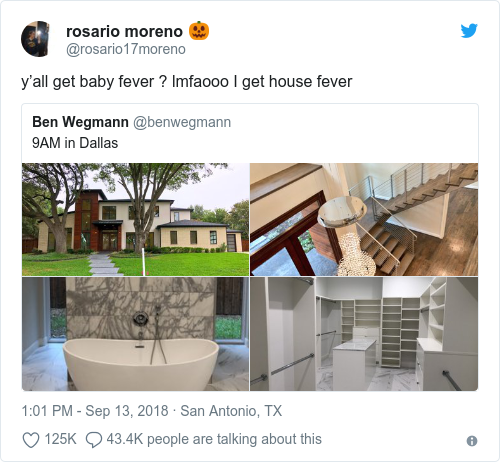 rosario moreno 🎃
@rosario17moreno
y’all get baby fever ? lmfaooo I get house fever
Ben Wegmann @benwegmann
9AM in Dallas
1:01 PM - Sep 13, 2018 · San Antonio, TX
125K 43.4K people are talking about this